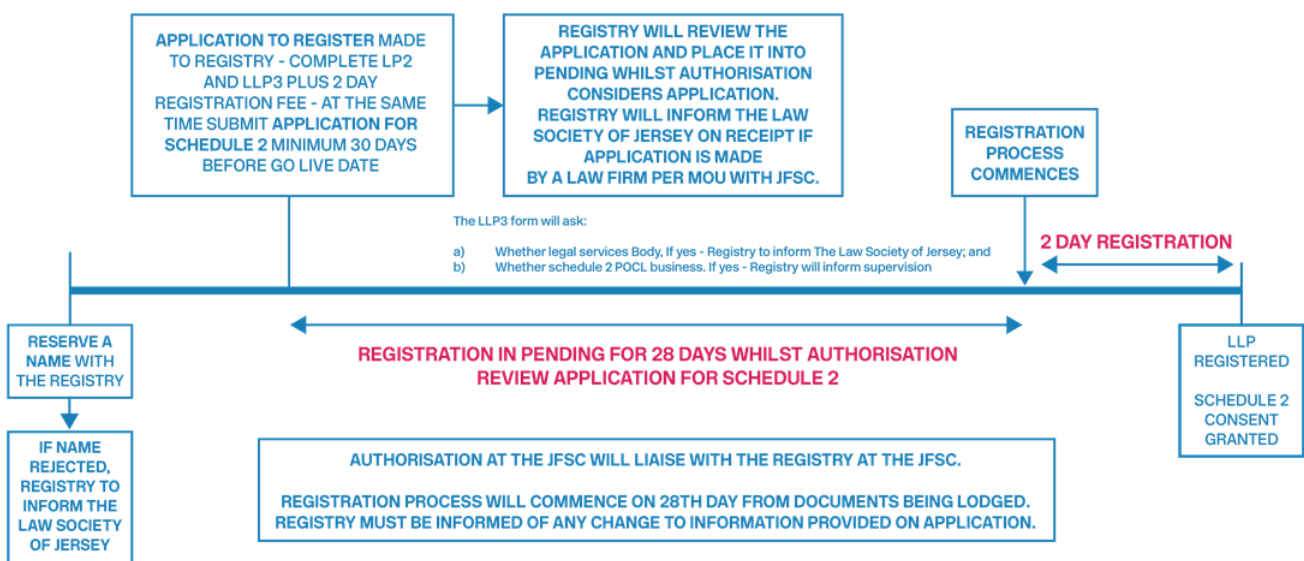 APPLICATION TO REGISTER MADE
TO REGISTRY - COMPLETE LP2
AND LLP3 PLUS 2 DAY
REGISTRATION FEE - AT THE SAME
TIME SUBMIT APPLICATION FOR
SCHEDULE 2 MINIMUM 30 DAYS
BEFORE GO LIVE DATE
REGISTRY WILL REVIEW THE
APPLICATION AND PLACE IT INTO
PENDING WHILST AUTHORISATION
CONSIDERS APPLICATION.
REGISTRY WILL INFORM THE LAW
SOCIETY OF JERSEY ON RECEIPT IF
APPLICATION IS MADE
BY A LAW FIRM PER MOU WITH JFSC.
REGISTRATION
PROCESS
COMMENCES
The LLP3 form will ask:
a) Whether legal services Body, If yes - Registry to inform The Law Society of Jersey; and
b) Whether schedule 2 POCL business. If yes - Registry will inform supervision
2 DAY REGISTRATION
RESERVE A
NAME WITH
THE REGISTRY
REGISTRATION IN PENDING FOR 28 DAYS WHILST AUTHORISATION
REVIEW APPLICATION FOR SCHEDULE 2
LLP
REGISTERED
SCHEDULE 2
CONSENT
GRANTED
IF NAME
REJECTED,
REGISTRY TO
INFORM THE
LAW SOCIETY
OF JERSEY
AUTHORISATION AT THE JFSC WILL LIAISE WITH THE REGISTRY AT THE JFSC.
REGISTRATION PROCESS WILL COMMENCE ON 28TH DAY FROM DOCUMENTS BEING LODGED.
REGISTRY MUST BE INFORMED OF ANY CHANGE TO INFORMATION PROVIDED ON APPLICATION.